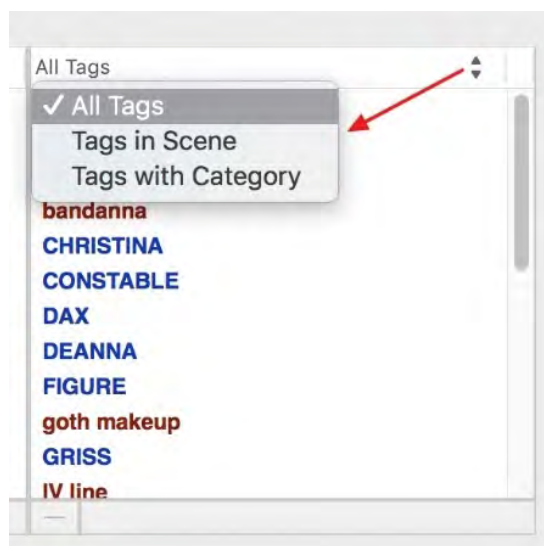 All Tags
✓ All Tags
Tags in Scene
Tags with Category
bandanna
CHRISTINA
CONSTABLE
DAX
DEANNA
FIGURE
goth makeup
GRISS
IV line